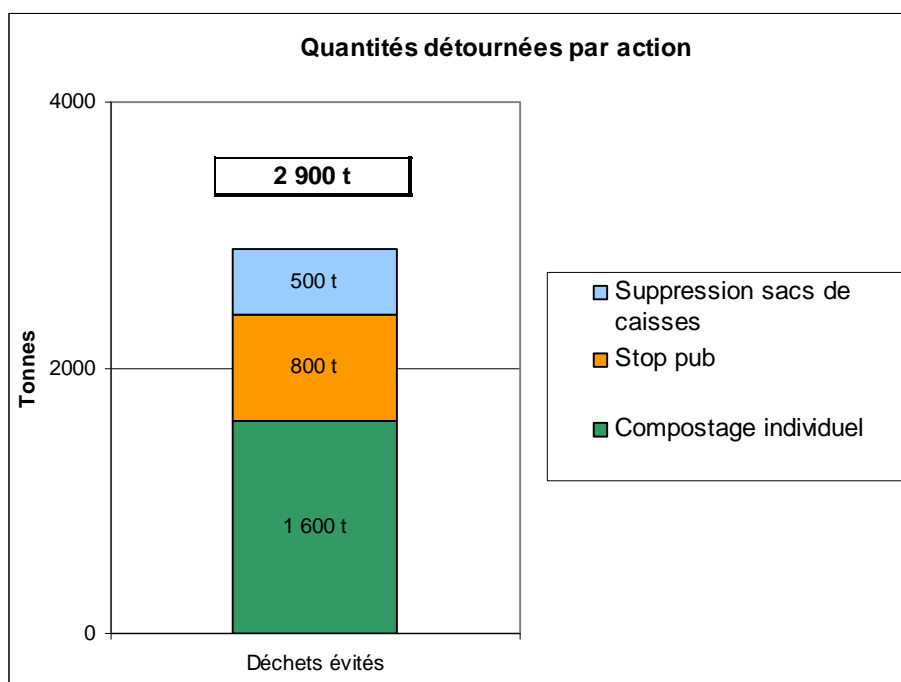 Quantités détournées par action
4000
2 900 t
500 t
Suppression sacs de
caisses
800 t
2000
Stop pub
Tonnes
Compostage individuel
1 600 t
0
Déchets évités